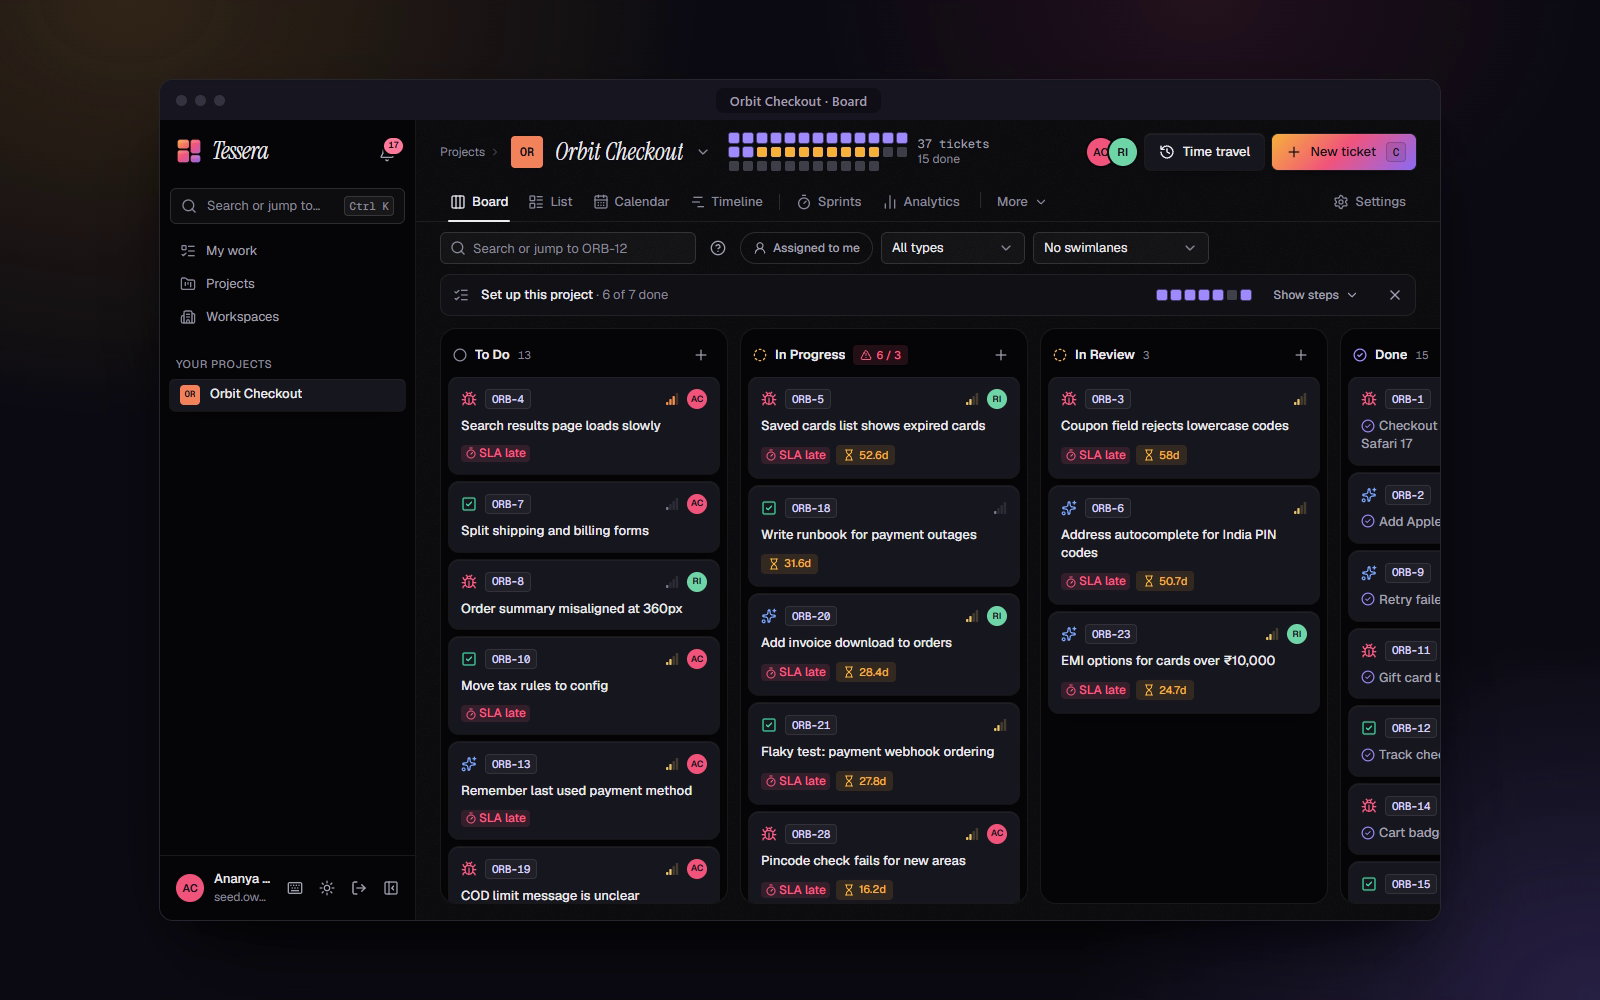 Orbit Checkout · Board
Tessera
17
Search or jump to...
Ctrl K
My work
Projects
Workspaces
YOUR PROJECTS
OR
Orbit Checkout
AC
Ananya ...
seed.ow...
Projects
OR
Orbit Checkout
37 tickets
15 done
AC
RI
Time travel
New ticket
C
Board
List
Calendar
Timeline
Sprints
Analytics
More
Settings
Search or jump to ORB-12
Assigned to me
All types
No swimlanes
Set up this project · 6 of 7 done
Show steps
To Do 13
ORB-4
AC
Search results page loads slowly
SLA late
ORB-7
AC
Split shipping and billing forms
ORB-8
RI
Order summary misaligned at 360px
ORB-10
AC
Move tax rules to config
SLA late
ORB-13
AC
Remember last used payment method
SLA late
ORB-19
AC
COD limit message is unclear
In Progress
6 / 3
ORB-5
RI
Saved cards list shows expired cards
SLA late
52.6d
ORB-18
Write runbook for payment outages
31.6d
ORB-20
RI
Add invoice download to orders
SLA late
28.4d
ORB-21
Flaky test: payment webhook ordering
SLA late
27.8d
ORB-28
AC
Pincode check fails for new areas
SLA late
16.2d
In Review 3
ORB-3
Coupon field rejects lowercase codes
SLA late
58d
ORB-6
Address autocomplete for India PIN
codes
SLA late
50.7d
ORB-23
RI
EMI options for cards over ₹10,000
SLA late
24.7d
Done 15
ORB-1
Checkout
Safari 17
ORB-2
Add Apple
ORB-9
Retry faile
ORB-11
Gift card b
ORB-12
Track chec
ORB-14
Cart badg
ORB-15